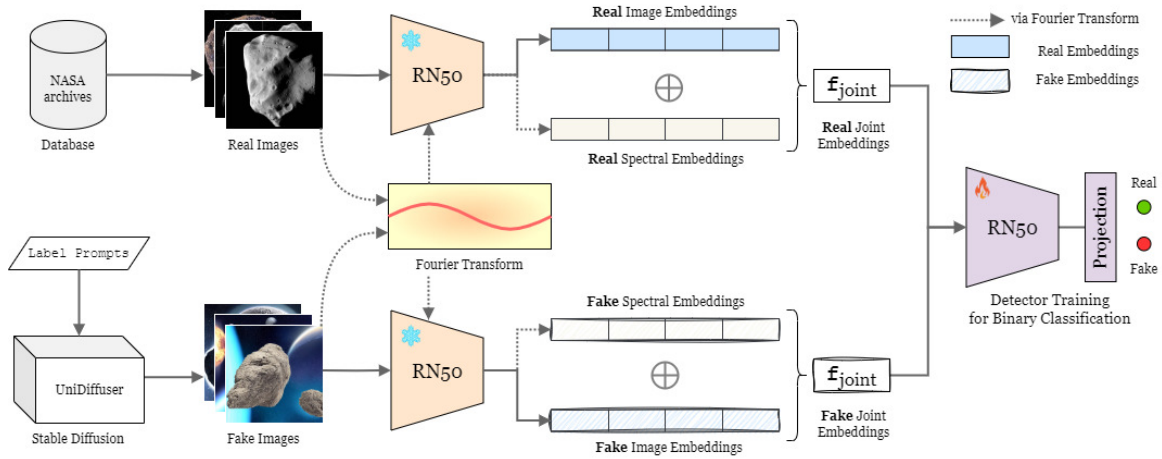 Real Image Embeddings
via Fourier Transform
Real Embeddings
Fake Embeddings
NASA
archives
Database
Real Images
RN50
f_joint
Real Joint
Embeddings
Real Spectral Embeddings
Fourier Transform
Label Prompts
UniDiffuser
Stable Diffusion
Fake Images
RN50
Fake Spectral Embeddings
f_joint
Fake Joint
Embeddings
Fake Image Embeddings
RN50
Projection
Real
Fake
Detector Training
for Binary Classification